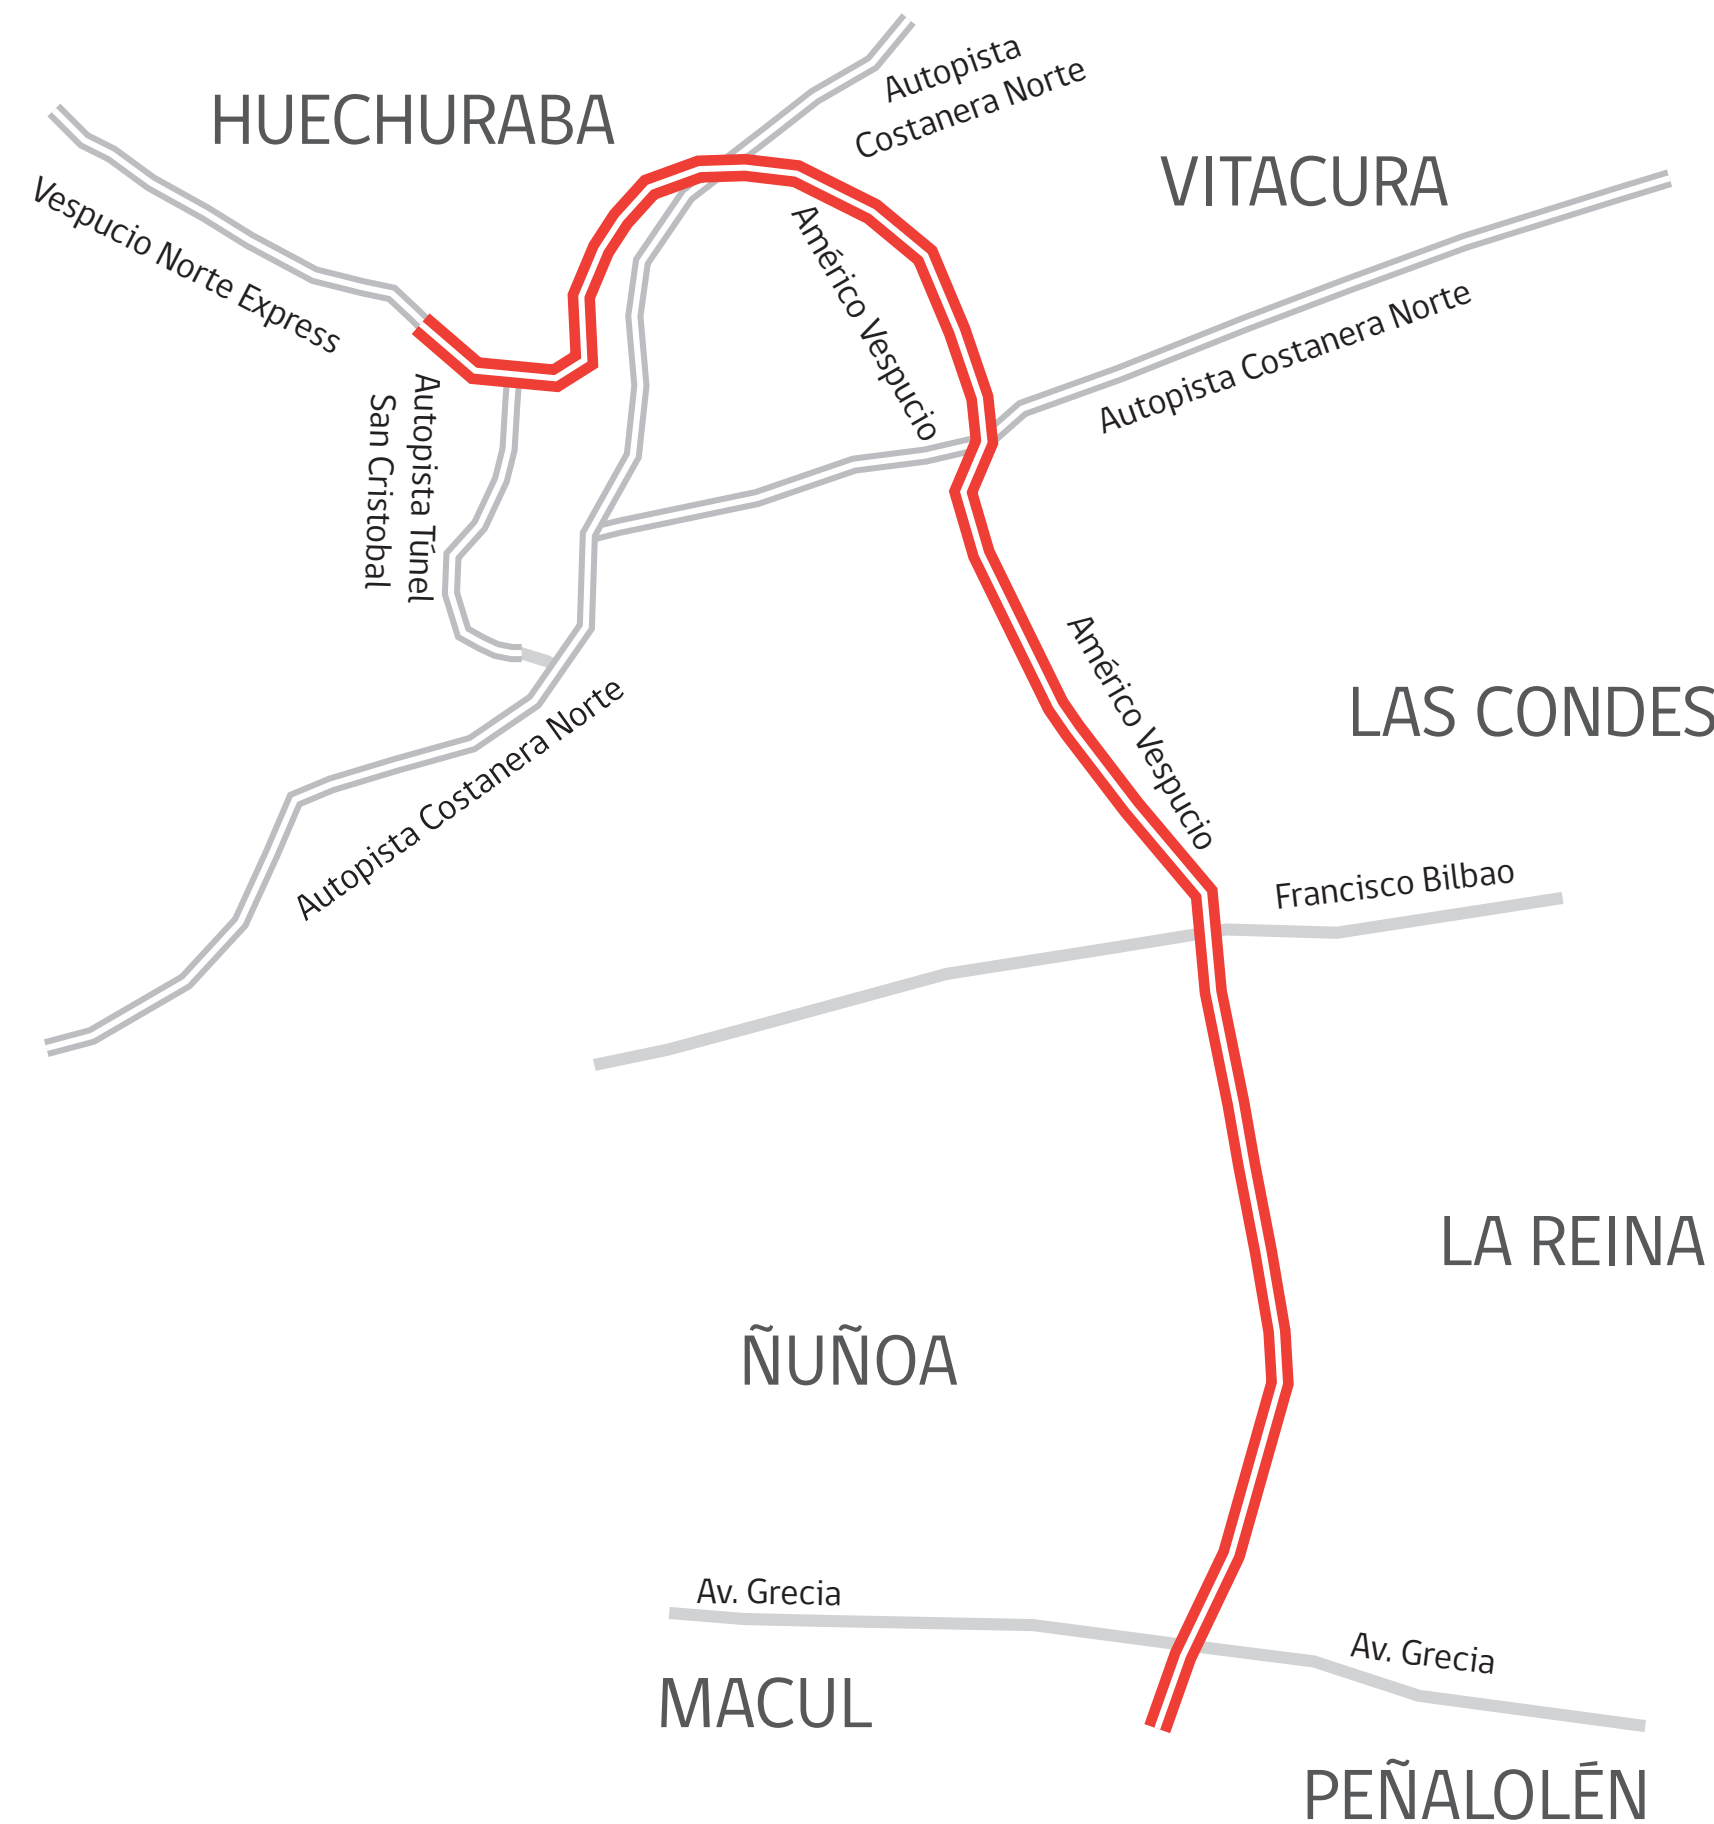 Autopista
Costanera Norte
HUECHURABA
VITACURA
Vespucio Norte Express
Américo Vespucio
Autopista Costanera Norte
Autopista Túnel
San Cristobal
Américo Vespucio
LAS CONDES
Autopista Costanera Norte
Francisco Bilbao
LA REINA
ÑUÑOA
Av. Grecia
Av. Grecia
MACUL
PEÑALOLÉN